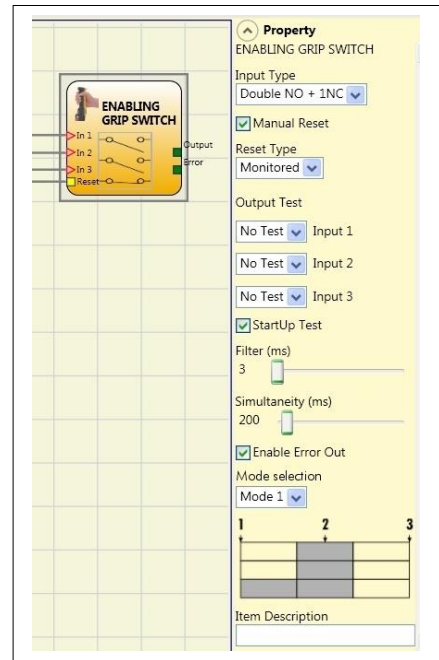 ENABLING
GRIP SWITCH
In 1
In 2
In 3
Reset
Output
Error
Property
ENABLING GRIP SWITCH
Input Type
Double NO + 1NC
Manual Reset
Reset Type
Monitored
Output Test
No Test Input 1
No Test Input 2
No Test Input 3
StartUp Test
Filter (ms)
3
Simultaneity (ms)
200
Enable Error Out
Mode selection
Mode 1
1 2 3
Item Description